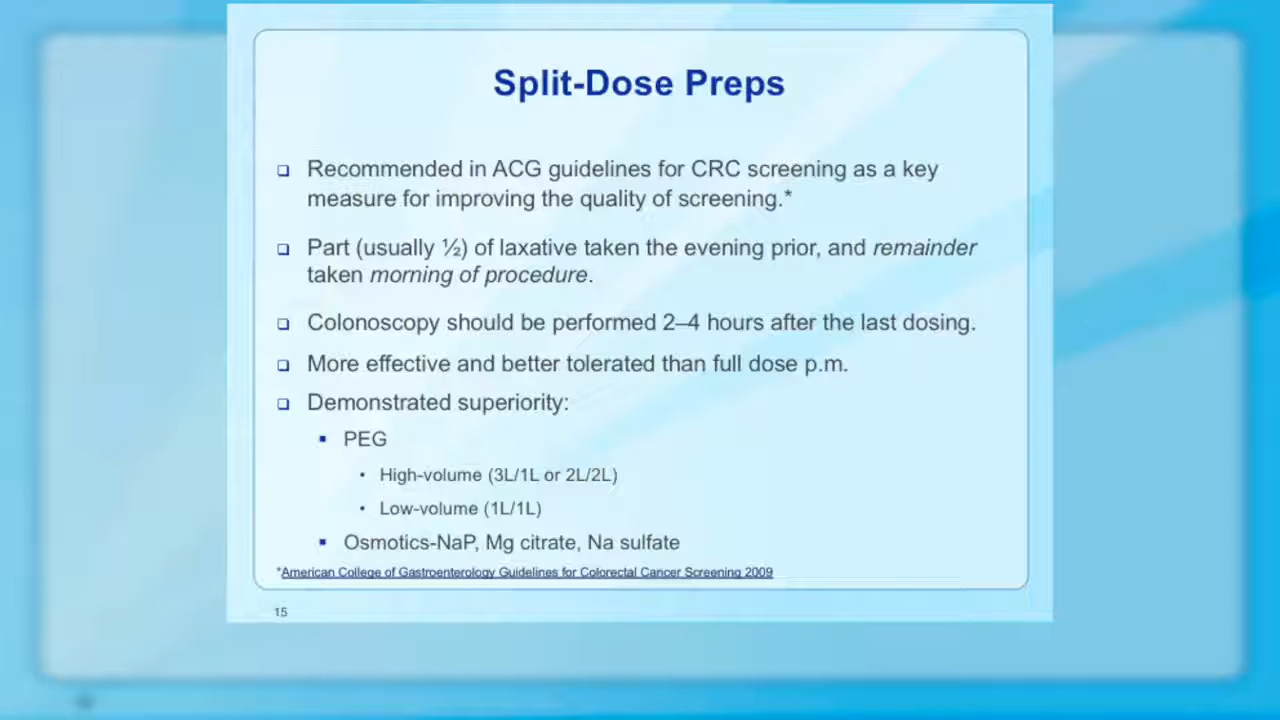 Split-Dose Preps
❑ Recommended in ACG guidelines for CRC screening as a key
measure for improving the quality of screening.*
❑ Part (usually ½) of laxative taken the evening prior, and remainder
taken morning of procedure.
❑ Colonoscopy should be performed 2–4 hours after the last dosing.
❑ More effective and better tolerated than full dose p.m.
❑ Demonstrated superiority:
▪ PEG
• High-volume (3L/1L or 2L/2L)
• Low-volume (1L/1L)
▪ Osmotics-NaP, Mg citrate, Na sulfate
*American College of Gastroenterology Guidelines for Colorectal Cancer Screening 2009
15